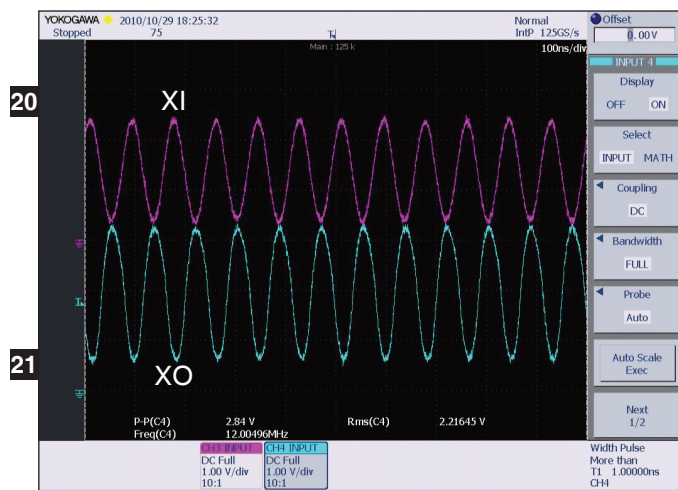 YOKOGAWA 2010/10/29 18:25:32 Normal
Stopped 75 IntP 125GS/s
Main : 125 k 100ns/div
Offset
0.00V
INPUT 4
Display
OFF ON
Select
INPUT MATH
Coupling
DC
Bandwidth
FULL
Probe
Auto
Auto Scale
Exec
Next
1/2
20
XI
21
XO
P-P(C4) 2.84 V Rms(C4) 2.21645 V
Freq(C4) 12.00496MHz
CH3 INPUT
DC Full
1.00 V/div
10:1
CH4 INPUT
DC Full
1.00 V/div
10:1
Width Pulse
More than
T1 1.00000ns
CH4